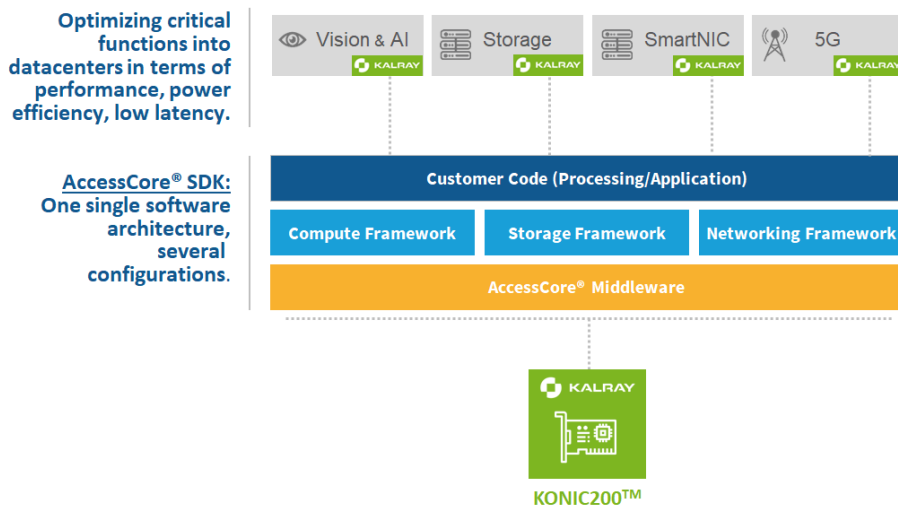 Optimizing critical
functions into
datacenters in terms of
performance, power
efficiency, low latency.
Vision & AI
KALRAY
Storage
KALRAY
SmartNIC
KALRAY
5G
KALRAY
AccessCore® SDK:
One single software
architecture,
several
configurations.
Customer Code (Processing/Application)
Compute Framework
Storage Framework
Networking Framework
AccessCore® Middleware
KALRAY
KONIC200™